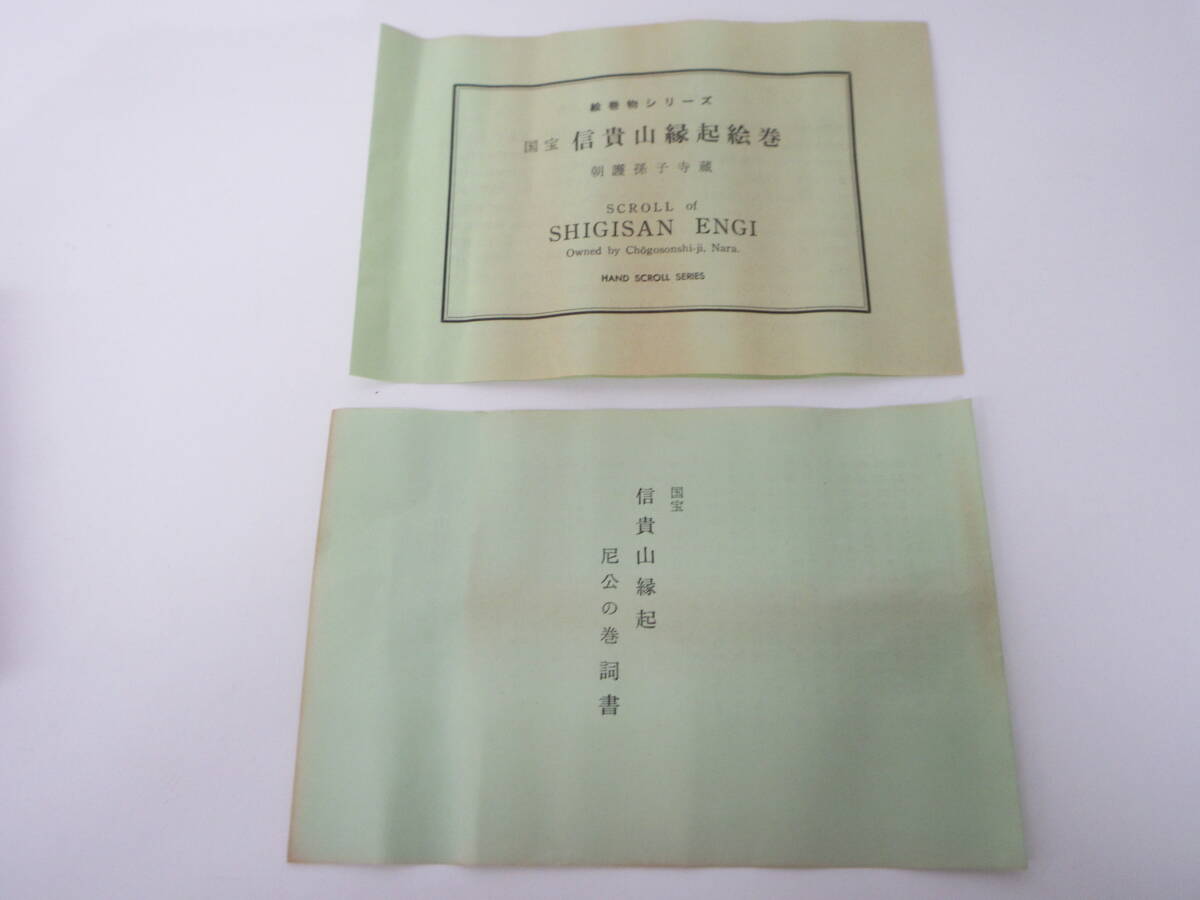 絵巻物シリーズ
国宝 信貴山縁起絵巻
朝護孫子寺蔵
SCROLL of
SHIGISAN ENGI
Owned by Chōgosonshi-ji, Nara.
HAND SCROLL SERIES
国宝
信貴山縁起
尼公の巻 詞書